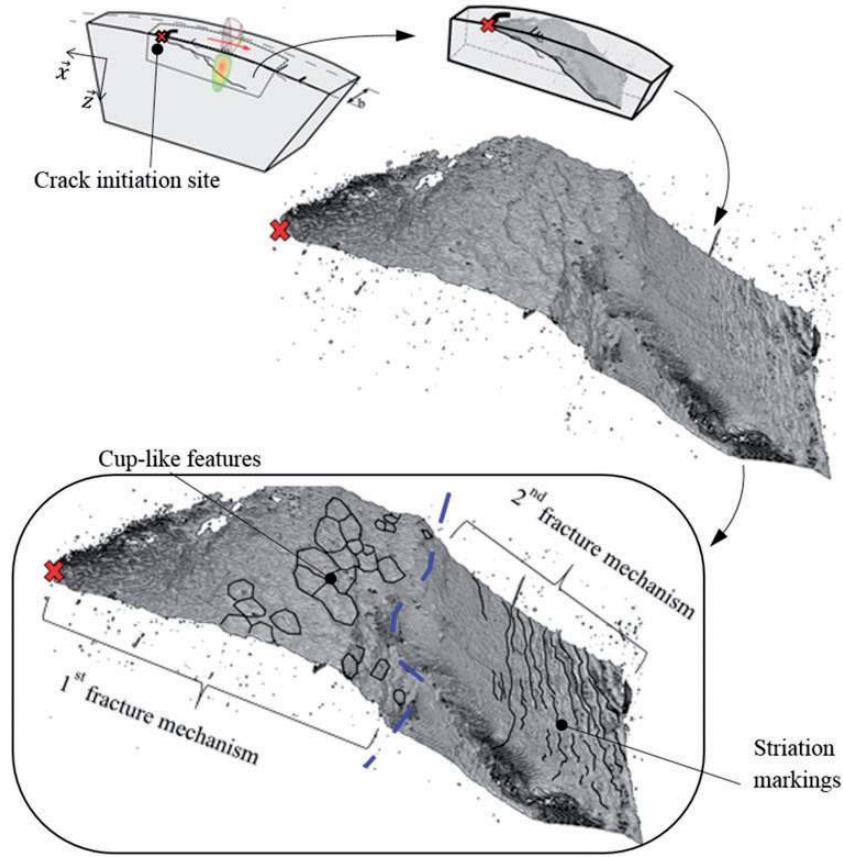 b
x
z
Crack initiation site
Cup-like features
2nd fracture mechanism
1st fracture mechanism
Striation
markings